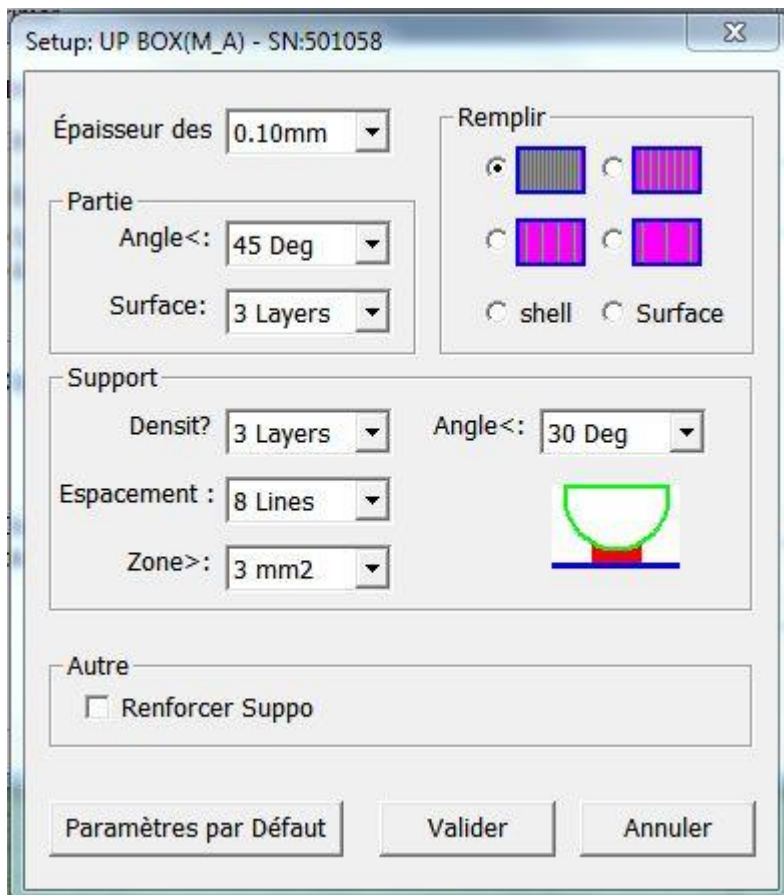 Setup: UP BOX(M_A) - SN:501058
Épaisseur des 0.10mm
Remplir
Partie
Angle<: 45 Deg
Surface: 3 Layers
shell Surface
Support
Densit? 3 Layers
Angle<: 30 Deg
Espacement : 8 Lines
Zone>: 3 mm2
Autre
Renforcer Suppo
Paramètres par Défaut Valider Annuler